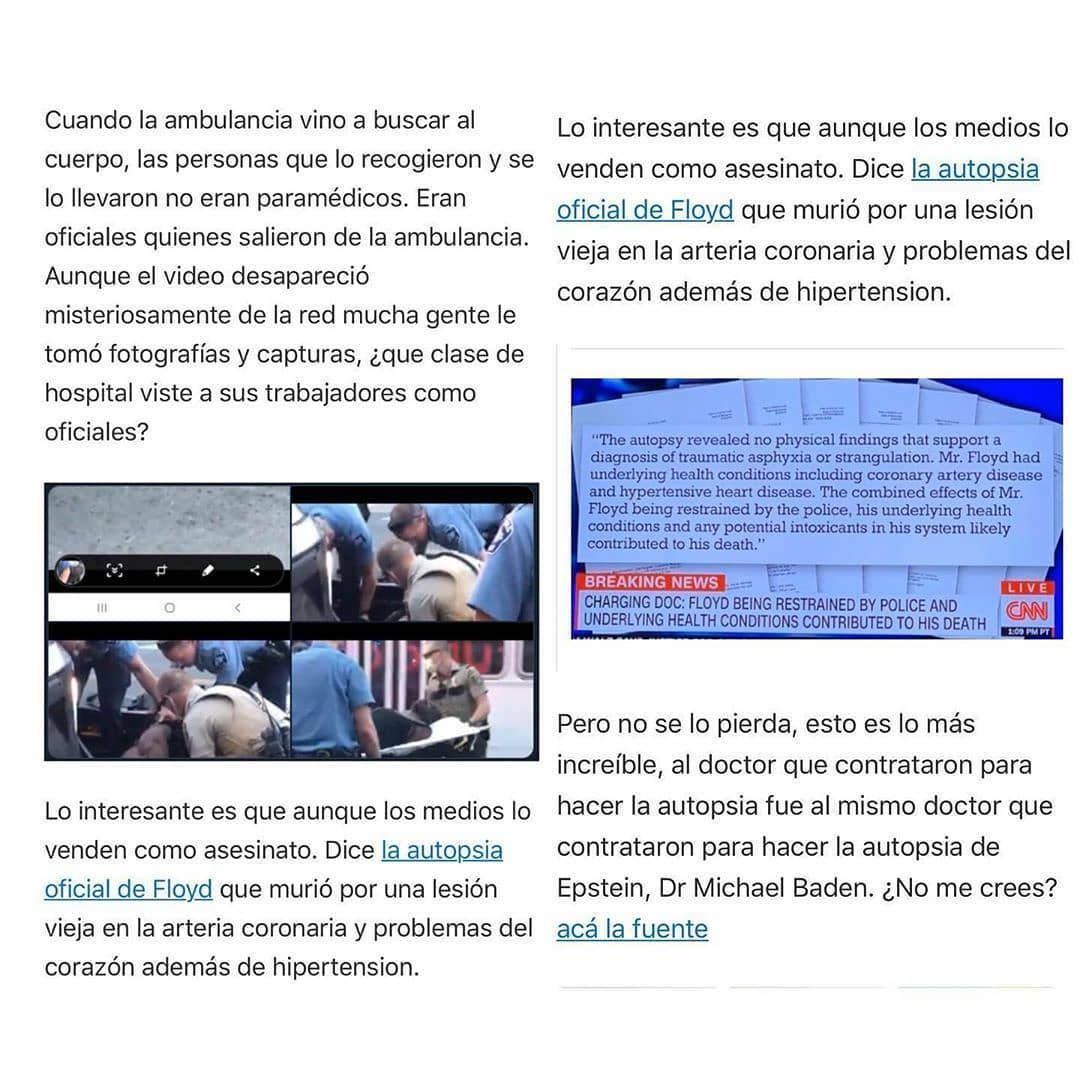 Cuando la ambulancia vino a buscar al
cuerpo, las personas que lo recogieron y se
lo llevaron no eran paramédicos. Eran
oficiales quienes salieron de la ambulancia.
Aunque el video desapareció
misteriosamente de la red mucha gente le
tomó fotografías y capturas, ¿que clase de
hospital viste a sus trabajadores como
oficiales?
Lo interesante es que aunque los medios lo
venden como asesinato. Dice la autopsia
oficial de Floyd que murió por una lesión
vieja en la arteria coronaria y problemas del
corazón además de hipertension.
Lo interesante es que aunque los medios lo
venden como asesinato. Dice la autopsia
oficial de Floyd que murió por una lesión
vieja en la arteria coronaria y problemas del
corazón además de hipertension.
“The autopsy revealed no physical findings that support a
diagnosis of traumatic asphyxia or strangulation. Mr. Floyd had
underlying health conditions including coronary artery disease
and hypertensive heart disease. The combined effects of Mr.
Floyd being restrained by the police, his underlying health
conditions and any potential intoxicants in his system likely
contributed to his death.”
BREAKING NEWS
CHARGING DOC: FLOYD BEING RESTRAINED BY POLICE AND
UNDERLYING HEALTH CONDITIONS CONTRIBUTED TO HIS DEATH
LIVE
CNN
1:09 PM PT
Pero no se lo pierda, esto es lo más
increíble, al doctor que contrataron para
hacer la autopsia fue al mismo doctor que
contrataron para hacer la autopsia de
Epstein, Dr Michael Baden. ¿No me crees?
acá la fuente